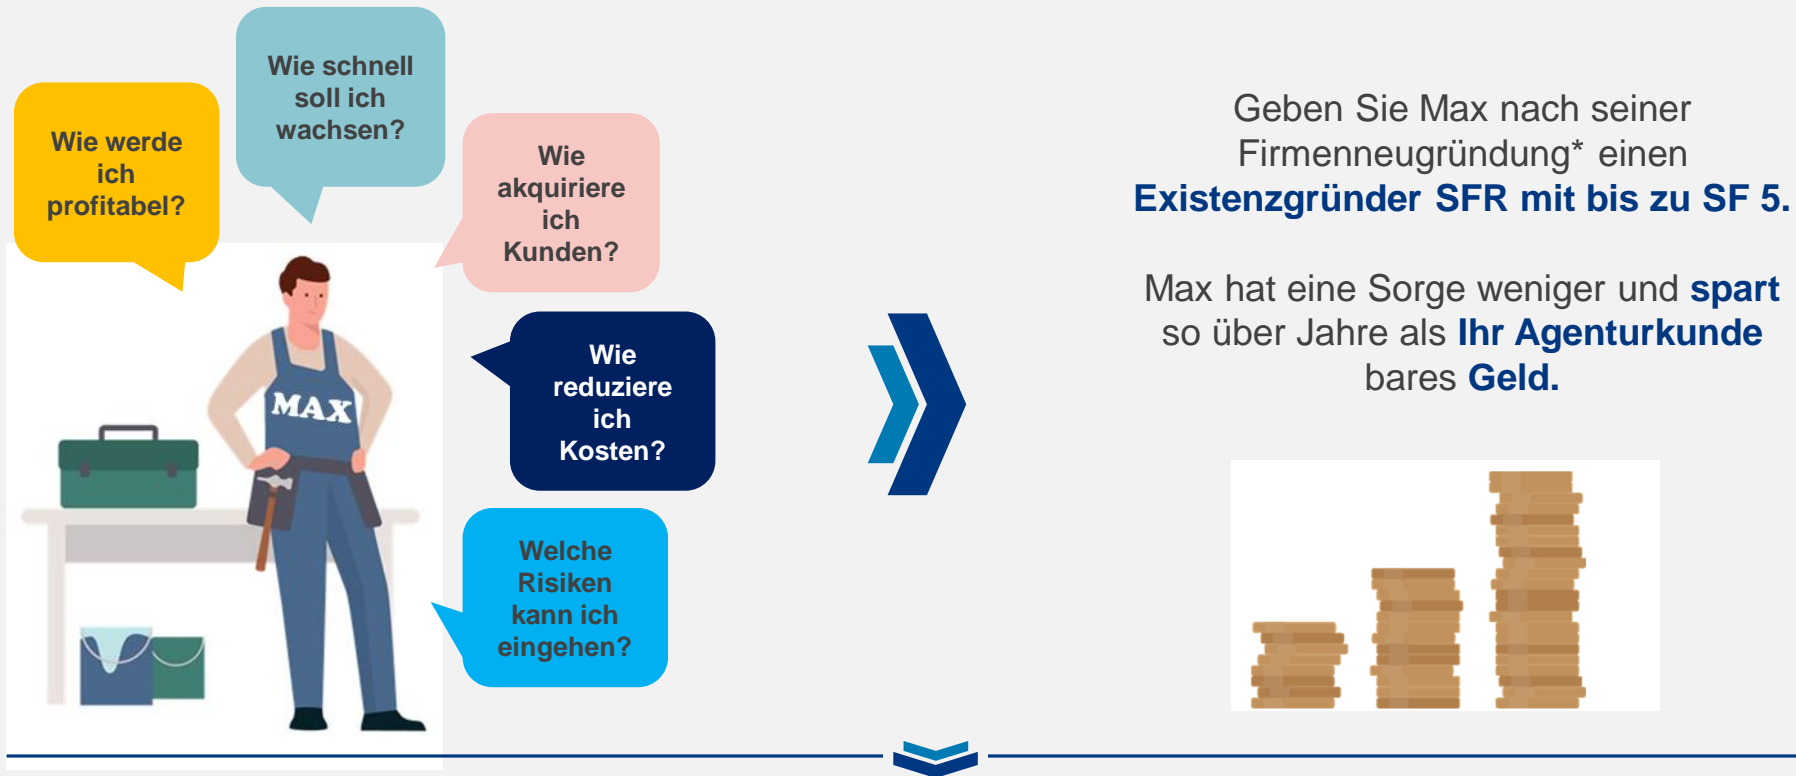 Wie schnell
soll ich
wachsen?
Wie werde
ich
profitabel?
Wie
akquiriere
ich
Kunden?
Wie
reduziere
ich
Kosten?
Welche
Risiken
kann ich
eingehen?
MAX
Geben Sie Max nach seiner
Firmenneugründung* einen
Existenzgründer SFR mit bis zu SF 5.
Max hat eine Sorge weniger und spart
so über Jahre als Ihr Agenturkunde
bares Geld.